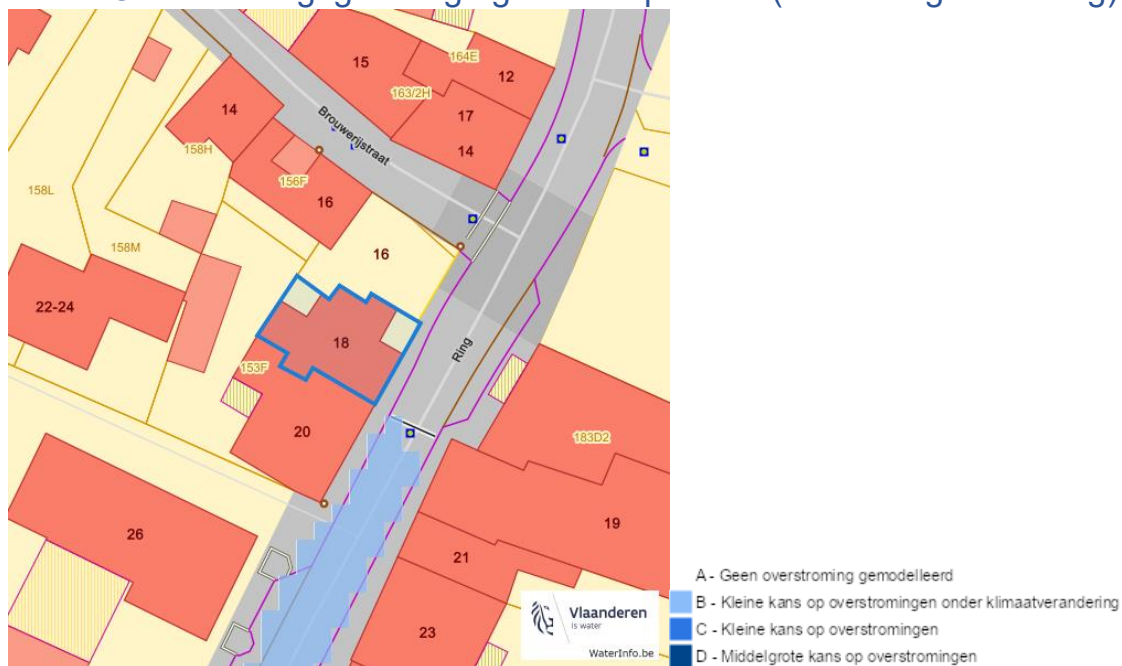 (
15
164E
12
163/2H
17
14
14
Brouwerijstraat
158H
156F
16
158L
158M
16
22-24
18
Ring
153F
20
183D2
26
19
21
23
Vlaanderen
is water
WaterInfo.be
A - Geen overstroming gemodelleerd
B - Kleine kans op overstromingen onder klimaatverandering
C - Kleine kans op overstromingen
D - Middelgrote kans op overstromingen